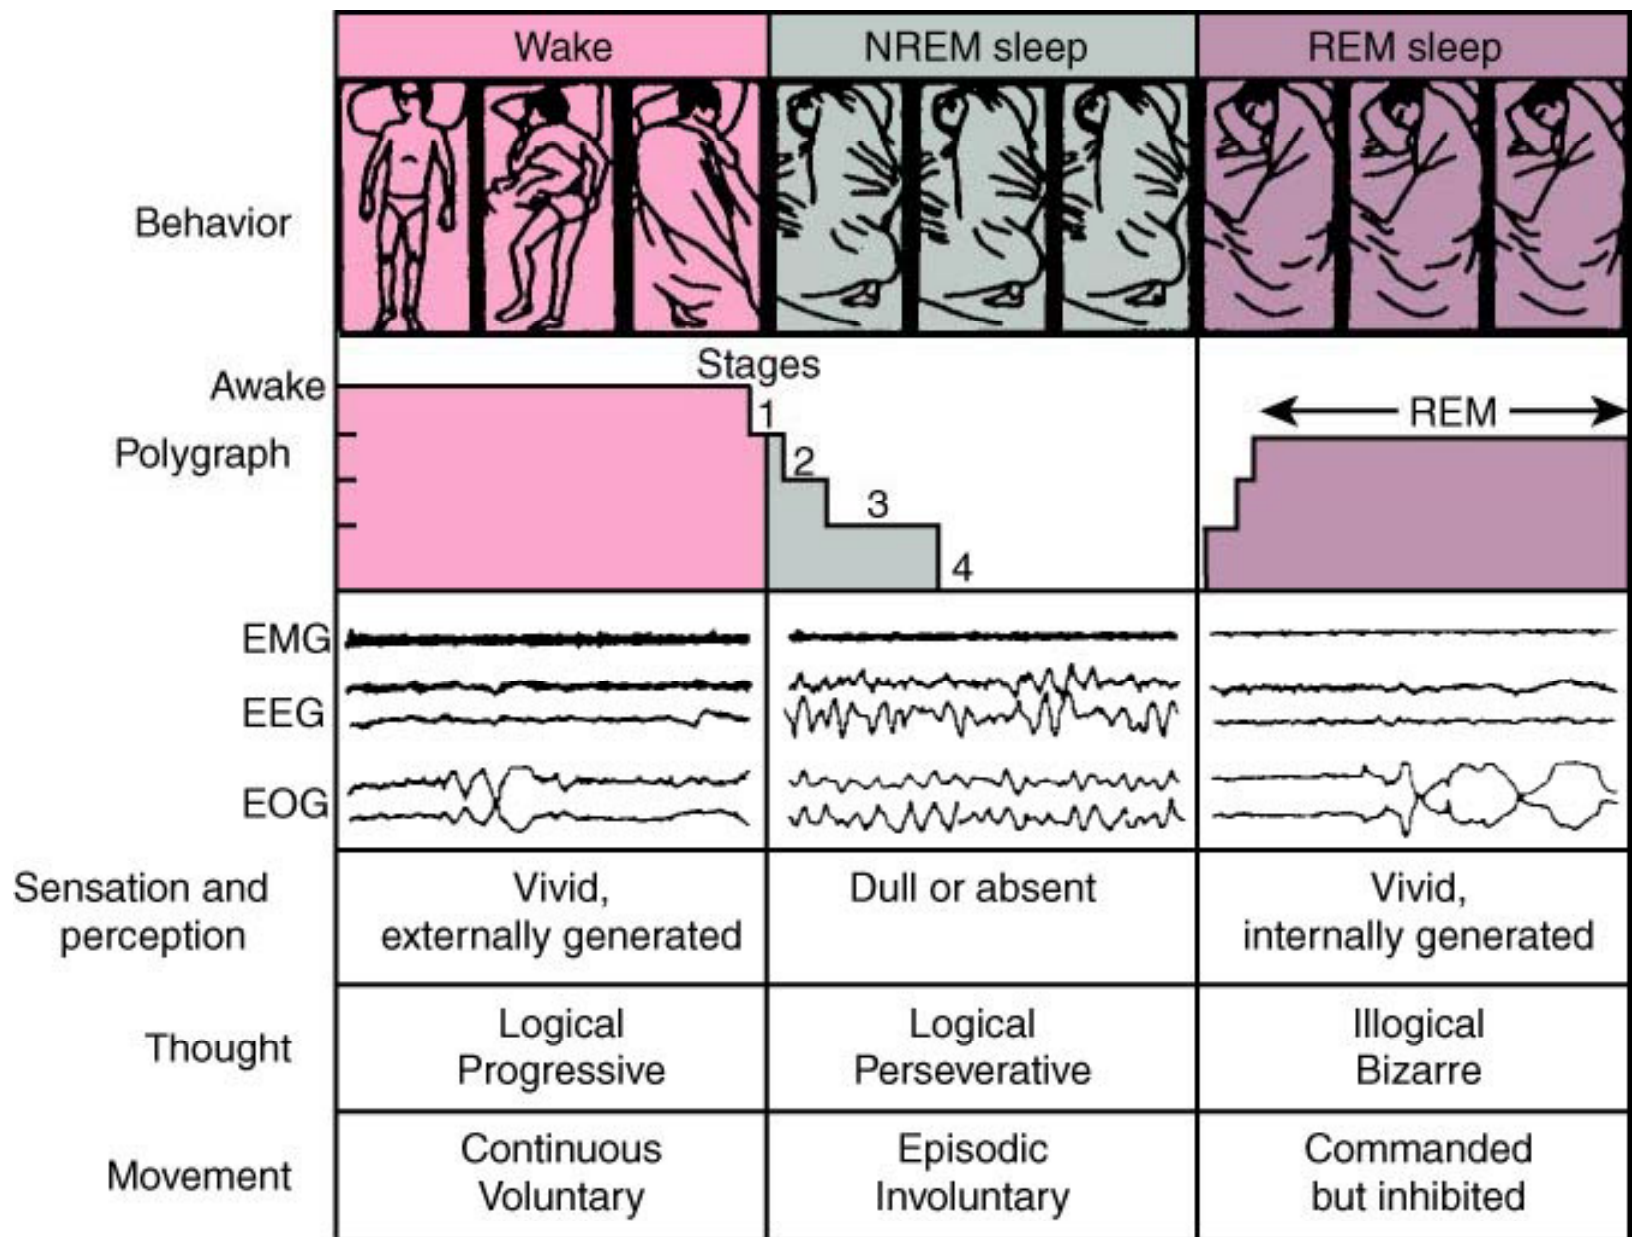 Wake NREM sleep REM sleep
Behavior
Stages
Awake
1
REM
Polygraph
2
3
4
EMG
EEG
EOG
Sensation and
perception
Vivid,
externally generated
Dull or absent
Vivid,
internally generated
Thought
Logical
Progressive
Logical
Perseverative
Illogical
Bizarre
Movement
Continuous
Voluntary
Episodic
Involuntary
Commanded
but inhibited